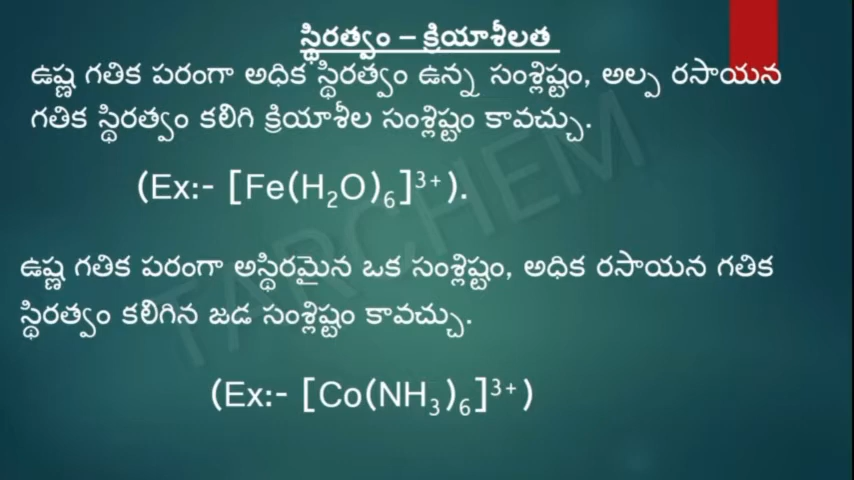 స్థిరత్వం – క్రియాశీలత
ఉష్ణ గతిక పరంగా అధిక స్థిరత్వం ఉన్న సంశ్లిష్టం, అల్ప రసాయన
గతిక స్థిరత్వం కలిగి క్రియాశీల సంశ్లిష్టం కావచ్చు.
(Ex:- [Fe(H₂O)₆]³⁺).
ఉష్ణ గతిక పరంగా అస్థిరమైన ఒక సంశ్లిష్టం, అధిక రసాయన గతిక
స్థిరత్వం కలిగిన జడ సంశ్లిష్టం కావచ్చు.
(Ex:- [Co(NH₃)₆]³⁺)
TARCHEM